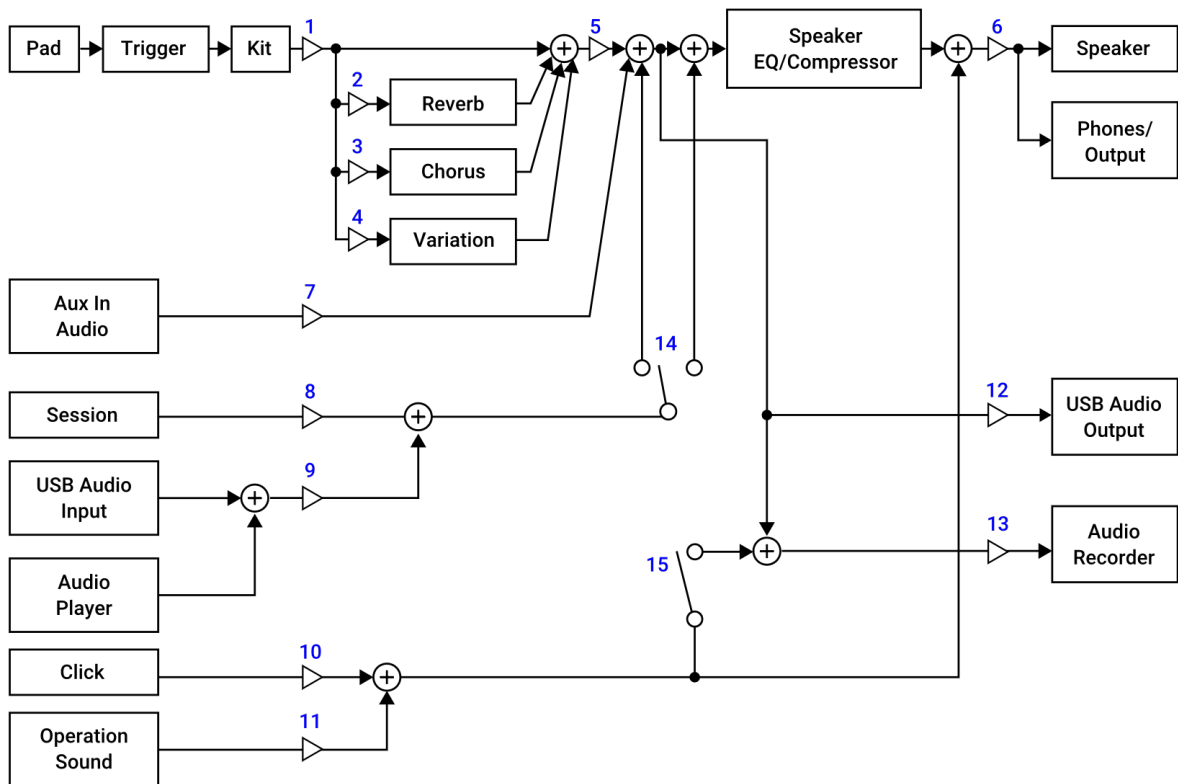 1
5
6
Pad
Trigger
Kit
Speaker
EQ/Compressor
Speaker
2
Reverb
Phones/
Output
3
Chorus
4
Variation
7
Aux In
Audio
14
8
Session
12
USB Audio
Output
9
USB Audio
Input
13
Audio
Recorder
15
Audio
Player
10
Click
11
Operation
Sound